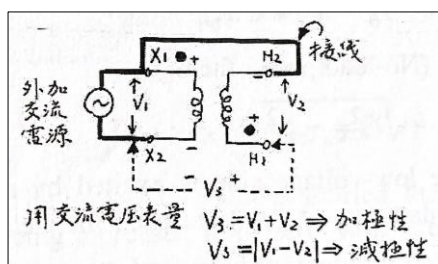 X1 + H2 接线
外加交流電源 V1 V2
X2 - + H1
V3
用交流電压表量 V3=V1+V2⇒加極性
V3=|V1-V2|⇒減極性